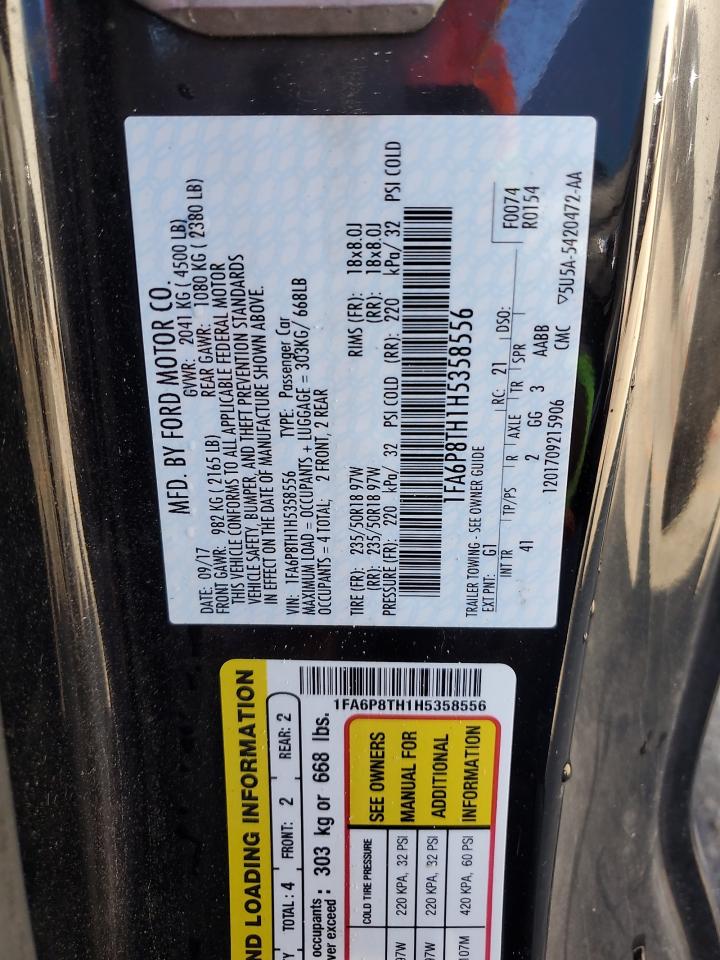 MFD. BY FORD MOTOR CO.
DATE: 09/17 GVWR: 2041 KG ( 4500 LB)
FRONT GAWR: 982 KG ( 2165 LB) REAR GAWR: 1080 KG ( 2380 LB)
THIS VEHICLE CONFORMS TO ALL APPLICABLE FEDERAL MOTOR
VEHICLE SAFETY, BUMPER, AND THEFT PREVENTION STANDARDS
IN EFFECT ON THE DATE OF MANUFACTURE SHOWN ABOVE.
VIN: 1FA6P8TH1H5358556 TYPE: Passenger Car
MAXIMUM LOAD = OCCUPANTS + LUGGAGE = 303KG/ 668LB
OCCUPANTS = 4 TOTAL; 2 FRONT, 2 REAR
TIRE (FR): 235/50R18 97W RIMS (FR): 18x8.0J
(RR): 235/50R18 97W (RR): 18x8.0J
PRESSURE (FR): 220 kPa/ 32 PSI COLD (RR): 220 kPa/ 32 PSI COLD
1FA6P8TH1H5358556
TRAILER TOWING - SEE OWNER GUIDE
EXT PNT: G1 RC: 21 DSO: F0074
R0154
INT TR TP/PS R AXLE TR SPR
41 2 GG 3 AABB
1201709215906 CMC ▽5U5A-5420472-AA
ND LOADING INFORMATION
TY TOTAL: 4 FRONT: 2 REAR: 2
occupants
ver exceed : 303 kg or 668 lbs.
1FA6P8TH1H5358556
COLD TIRE PRESSURE SEE OWNERS
97W 220 KPA, 32 PSI MANUAL FOR
97W 220 KPA, 32 PSI ADDITIONAL
107M 420 KPA, 60 PSI INFORMATION